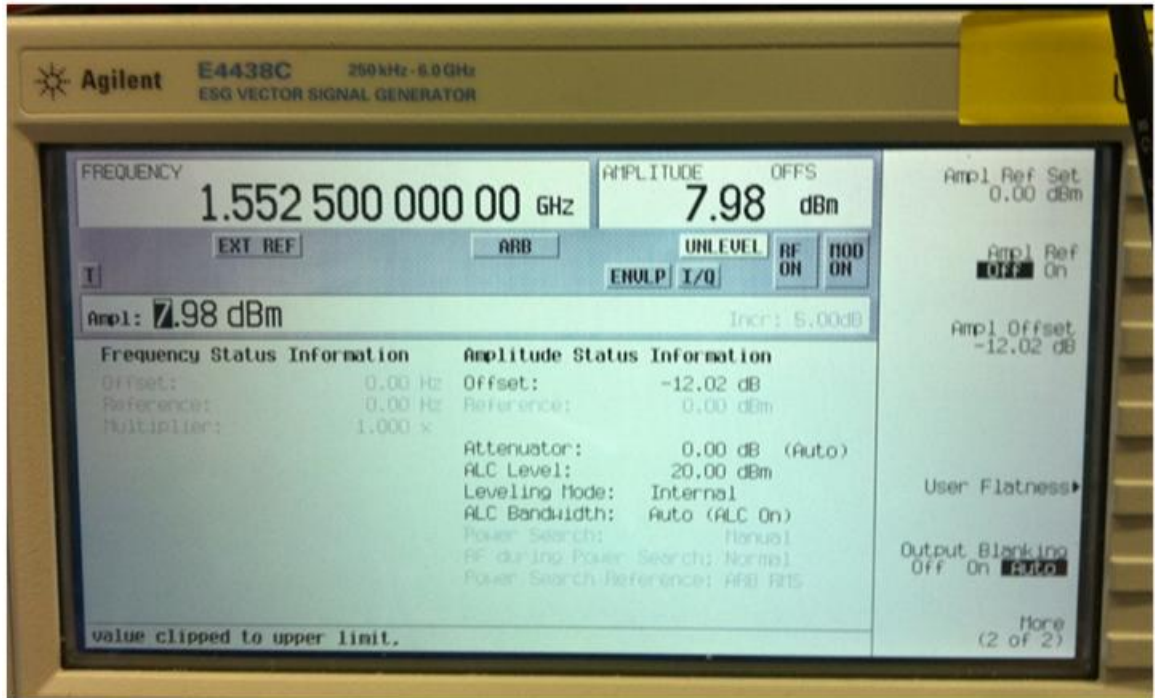 Agilent E4438C 250 kHz - 6.0 GHz
ESG VECTOR SIGNAL GENERATOR
FREQUENCY
1.552 500 000 00 GHz
AMPLITUDE OFFS
7.98 dBm
EXT REF ARB UNLEVEL RF ON MOD ON
T ENVLP I/Q
Ampl: 7.98 dBm Incr: 5.00dB
Frequency Status Information
Offset: 0.00 Hz
Reference: 0.00 Hz
Multiplier: 1.000 x
Amplitude Status Information
Offset: -12.02 dB
Reference: 0.00 dBm
Attenuator: 0.00 dB (Auto)
ALC Level: 20.00 dBm
Leveling Mode: Internal
ALC Bandwidth: Auto (ALC On)
Power Search: Manual
RF during Power Search: Normal
Power Search Reference: ARB RMS
value clipped to upper limit.
Ampl Ref Set
0.00 dBm
Ampl Ref
Off On
Ampl Offset
-12.02 dB
User Flatness
Output Blanking
Off On Auto
More
(2 of 2)